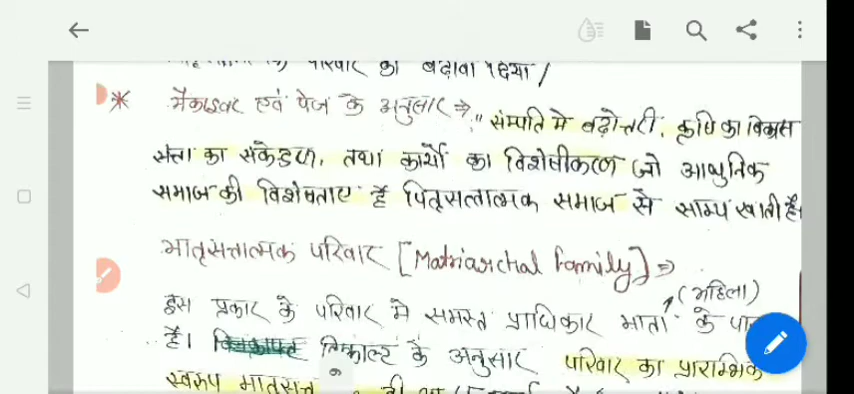 परिवार को बढ़ावा दिया/
* मैकाइवर एवं पेज के अनुसार ⇒ " संम्पति मे बढ़ोत्तरी, कृषि का विकास
सत्ता का संकेद्रण, तथा कार्यो का विशेषीकरण जो आधुनिक
समाज की विशेषताए हैं पितृसत्तात्मक समाज से साम्य खाती है।
मातृसत्तात्मक परिवार [Matriarchal Family] ⇒
(महिला)
इस प्रकार के परिवार मे समस्त प्राधिकार माता के पास
है। के अनुसार परिवार का प्रारम्भिक
स्वरूप